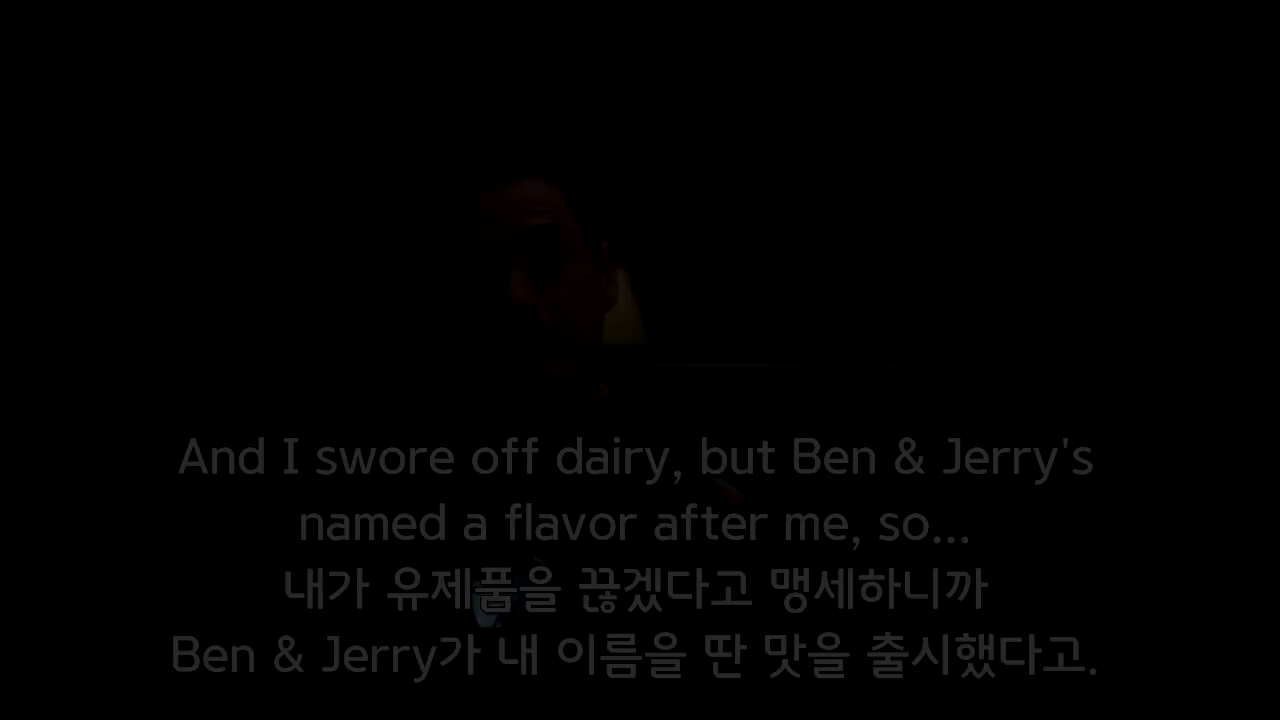 And I swore off dairy, but Ben & Jerry's
named a flavor after me, so...
내가 유제품을 끊겠다고 맹세하니까
Ben & Jerry가 내 이름을 딴 맛을 출시했다고.